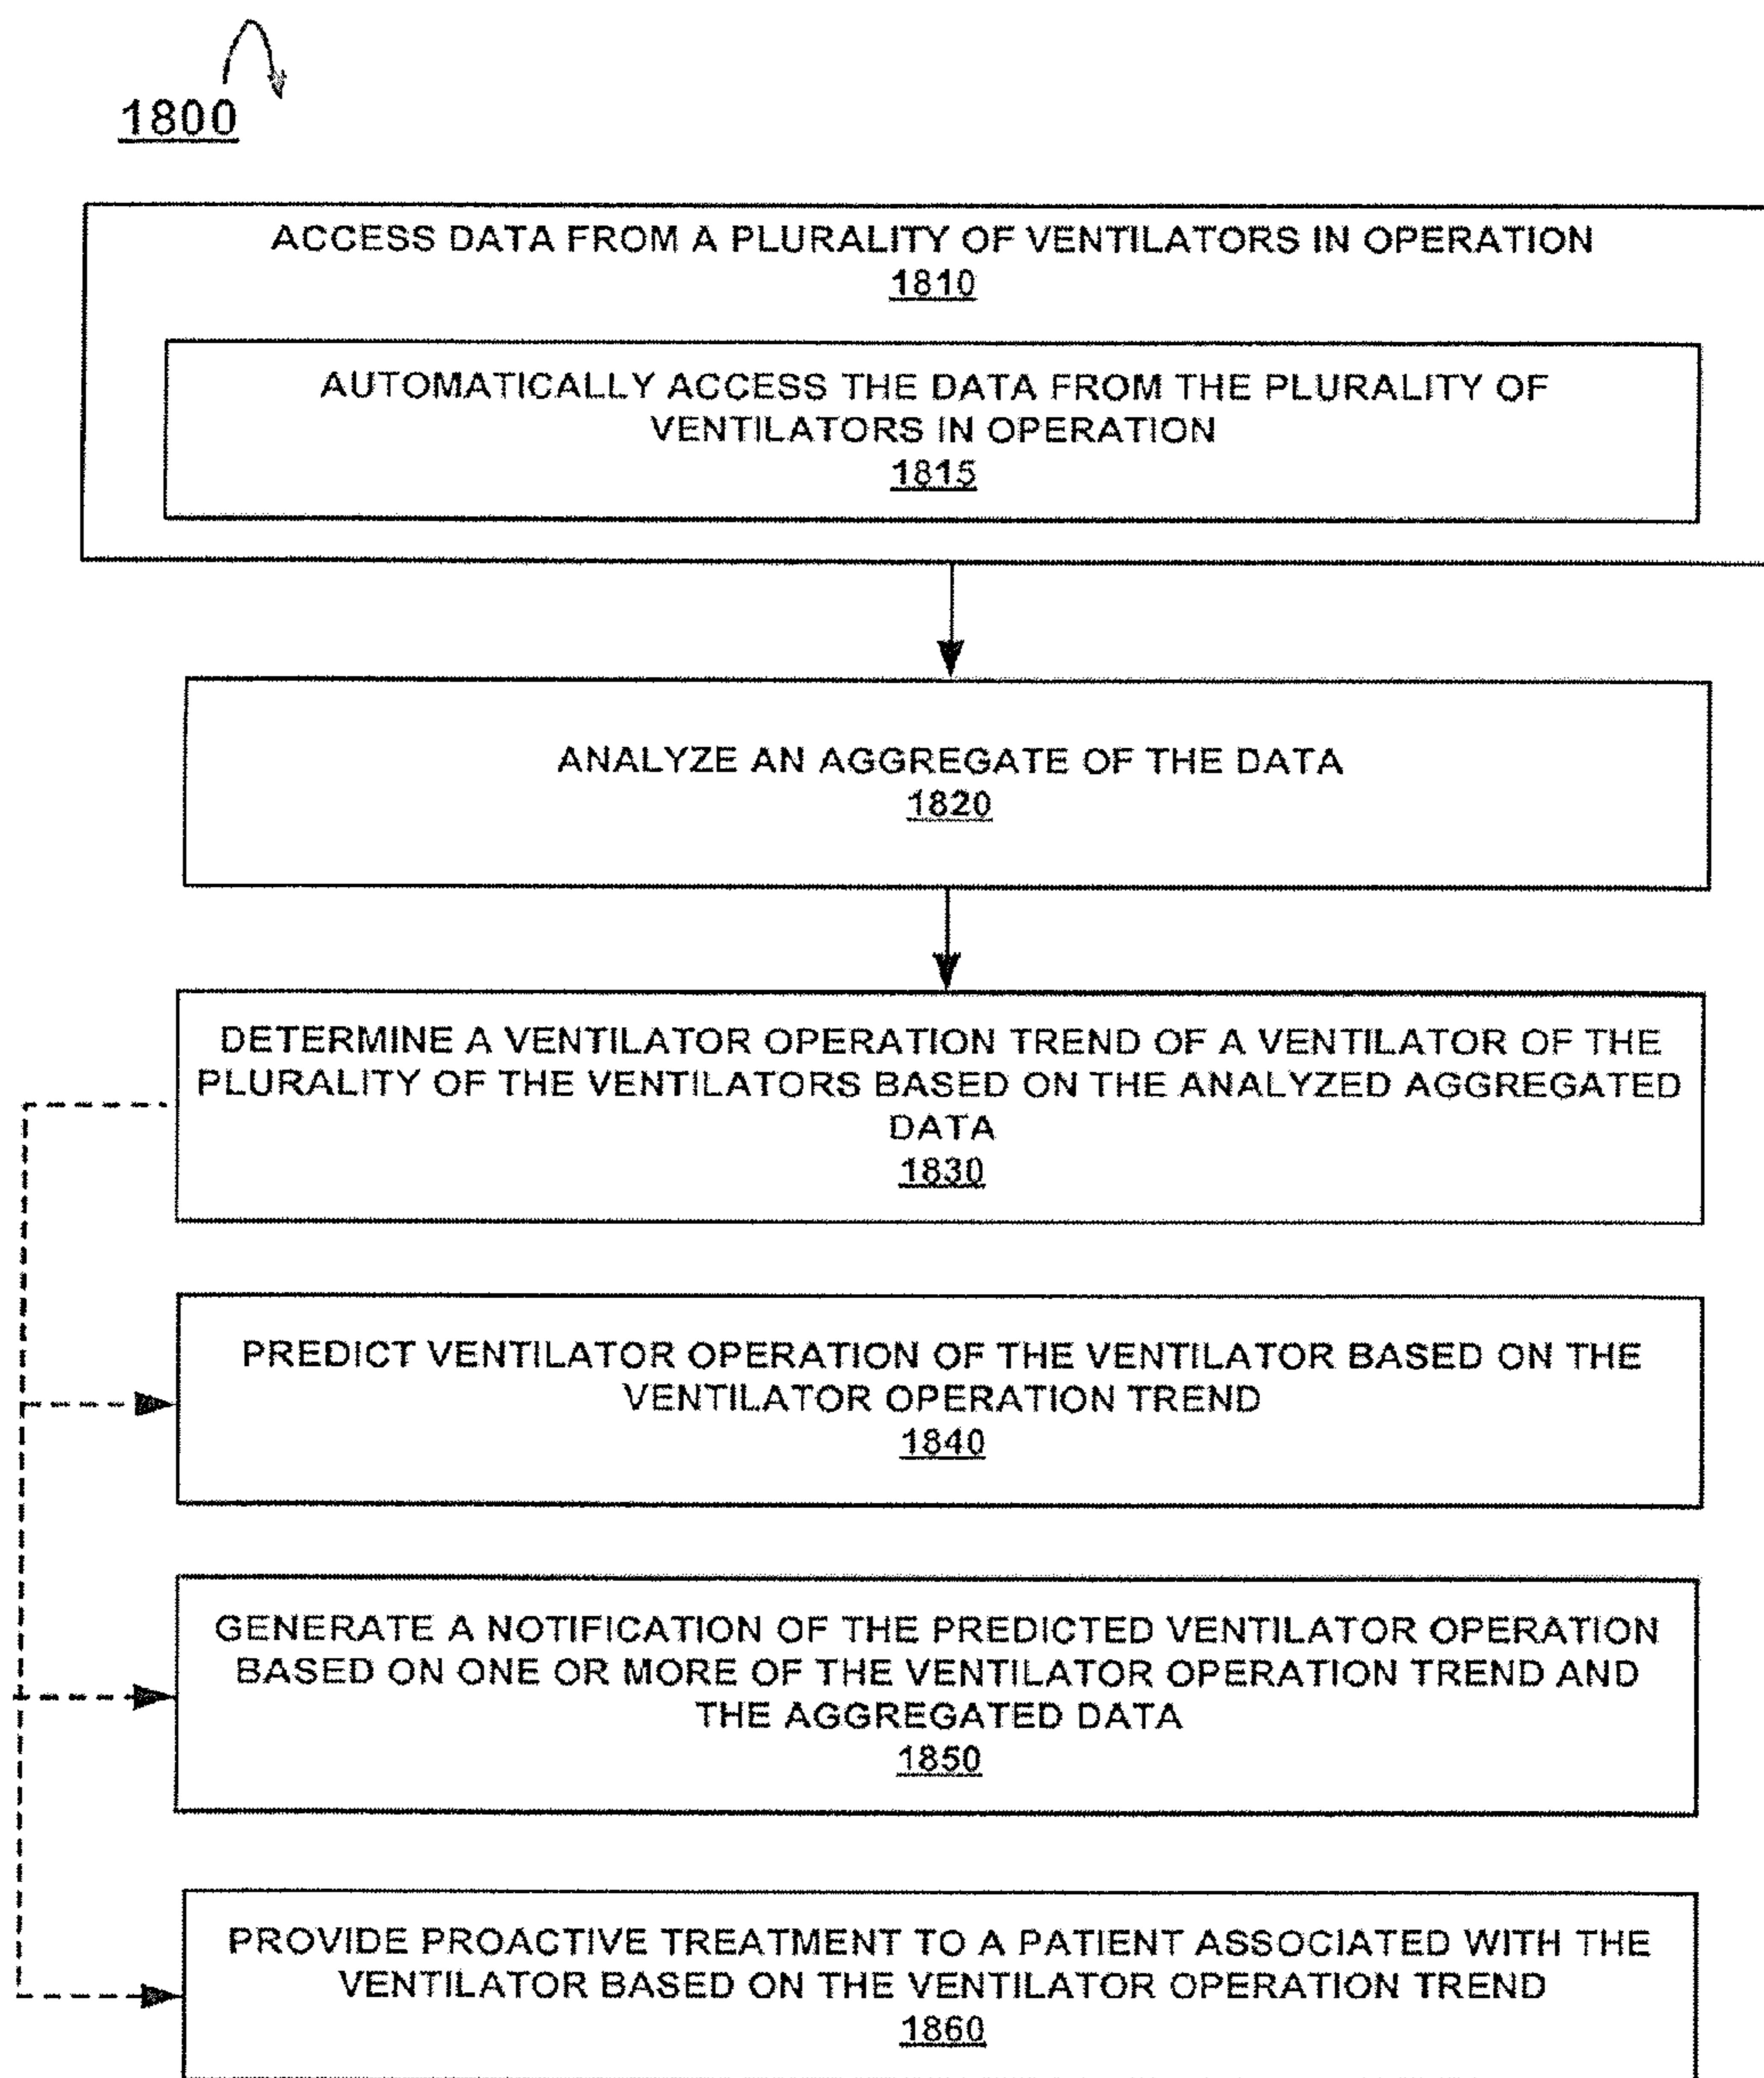 1800
ACCESS DATA FROM A PLURALITY OF VENTILATORS IN OPERATION
1810
AUTOMATICALLY ACCESS THE DATA FROM THE PLURALITY OF
VENTILATORS IN OPERATION
1815
ANALYZE AN AGGREGATE OF THE DATA
1820
DETERMINE A VENTILATOR OPERATION TREND OF A VENTILATOR OF THE
PLURALITY OF THE VENTILATORS BASED ON THE ANALYZED AGGREGATED
DATA
1830
PREDICT VENTILATOR OPERATION OF THE VENTILATOR BASED ON THE
VENTILATOR OPERATION TREND
1840
GENERATE A NOTIFICATION OF THE PREDICTED VENTILATOR OPERATION
BASED ON ONE OR MORE OF THE VENTILATOR OPERATION TREND AND
THE AGGREGATED DATA
1850
PROVIDE PROACTIVE TREATMENT TO A PATIENT ASSOCIATED WITH THE
VENTILATOR BASED ON THE VENTILATOR OPERATION TREND
1860